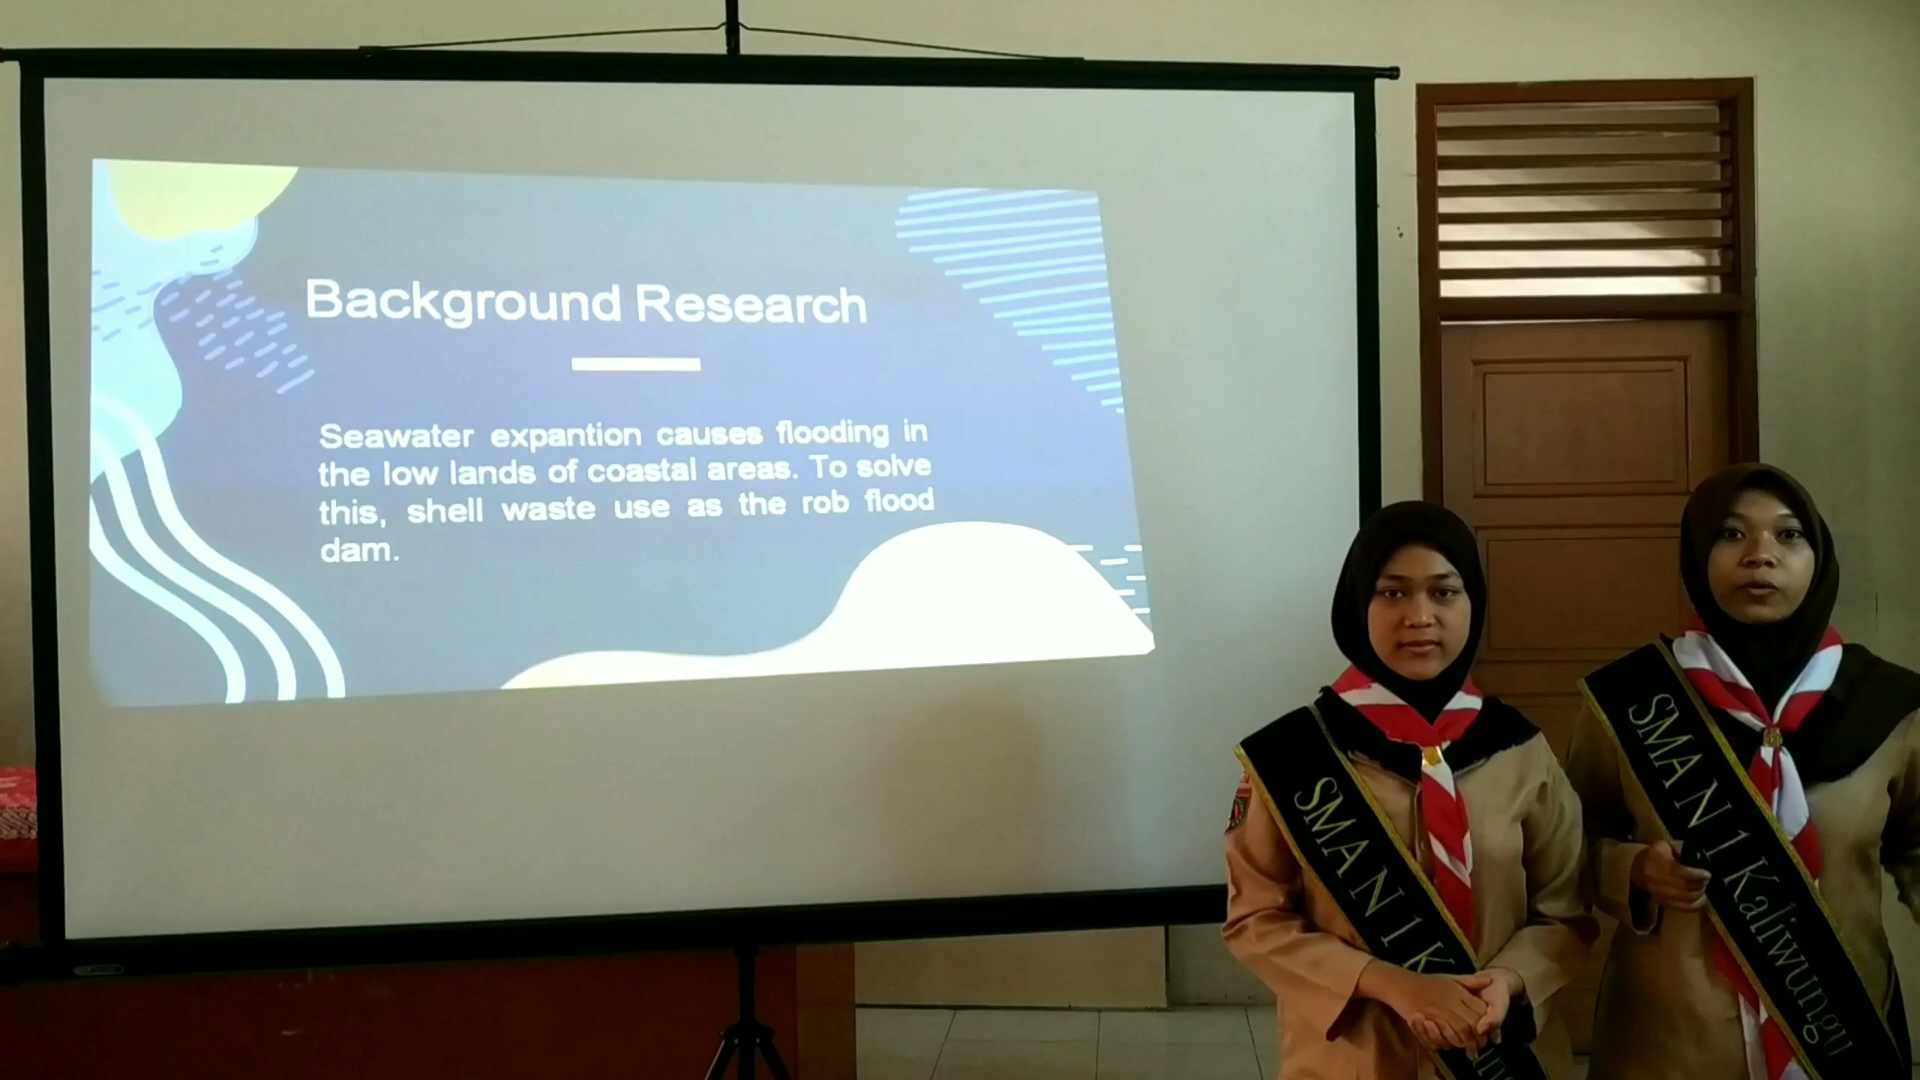 Background Research
Seawater expantion causes flooding in
the low lands of coastal areas. To solve
this, shell waste use as the rob flood
dam.
SMA N 1 K
SMA N 1 Kaliwungu